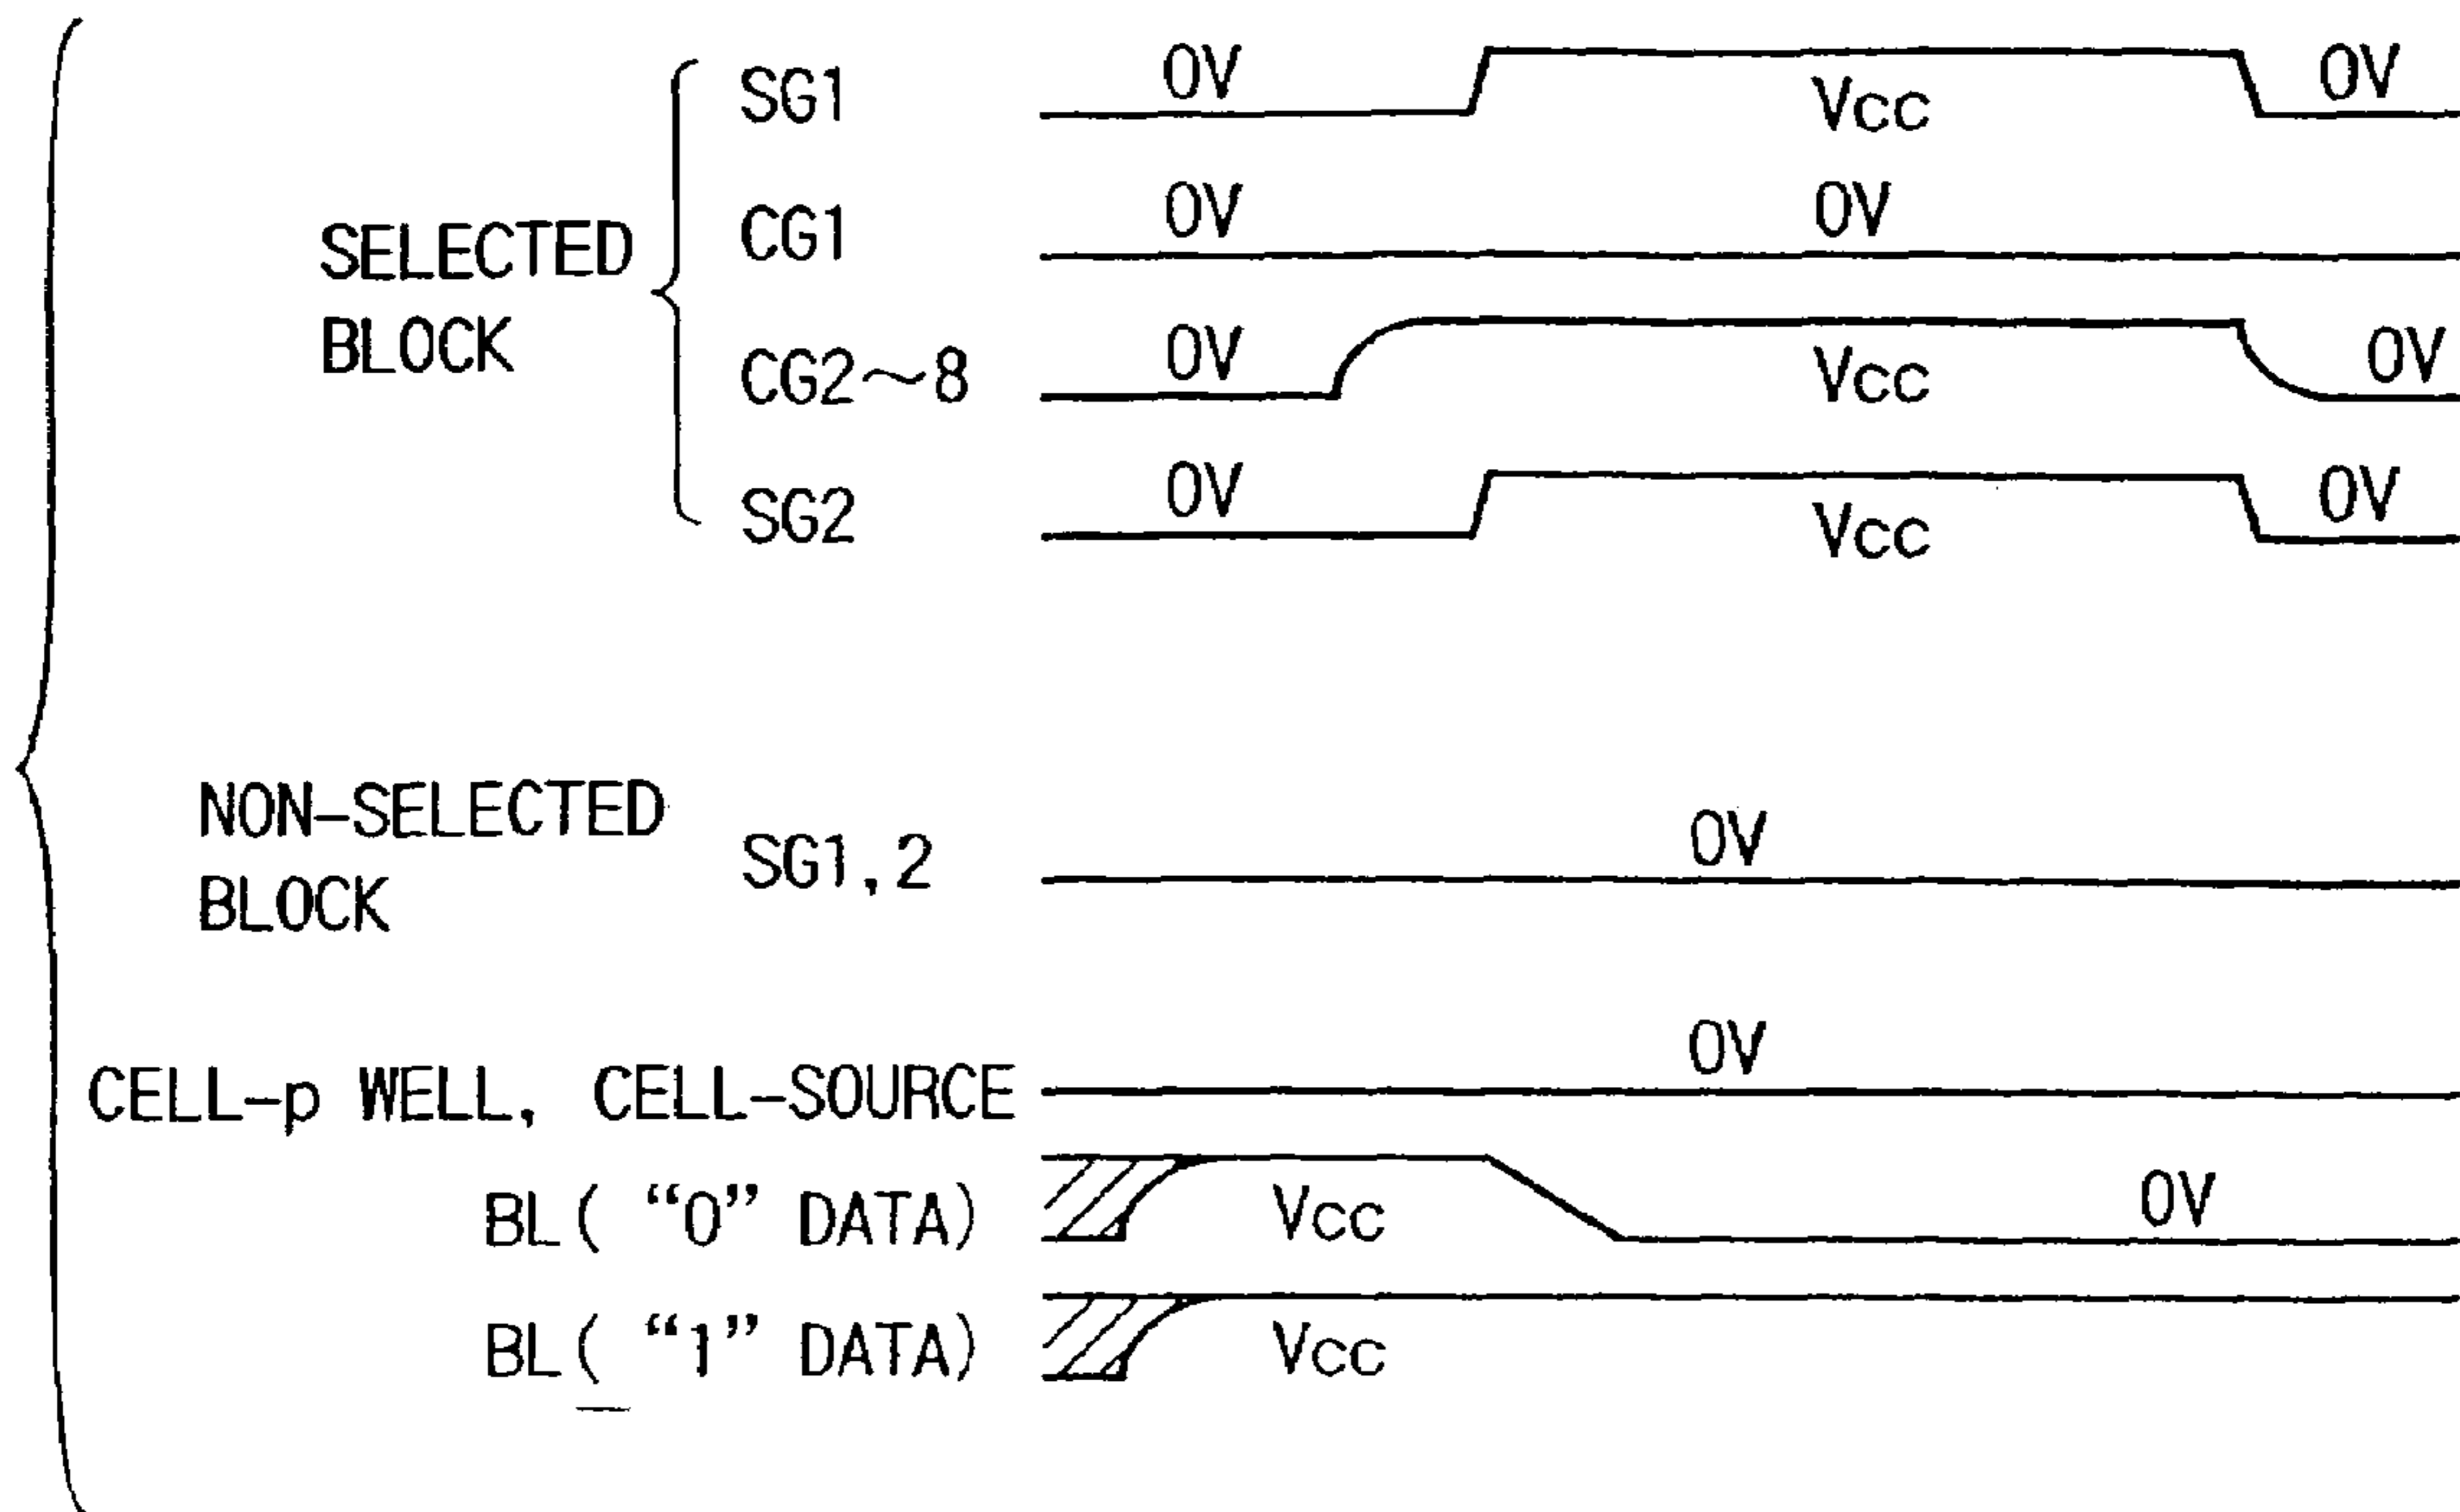 SELECTED
BLOCK
SG1 0V Vcc 0V
CG1 0V 0V
CG2~8 0V Vcc 0V
SG2 0V Vcc 0V
NON-SELECTED
BLOCK
SG1,2 0V
CELL-p WELL, CELL-SOURCE 0V
BL( “0” DATA) Vcc 0V
BL( “1” DATA) Vcc